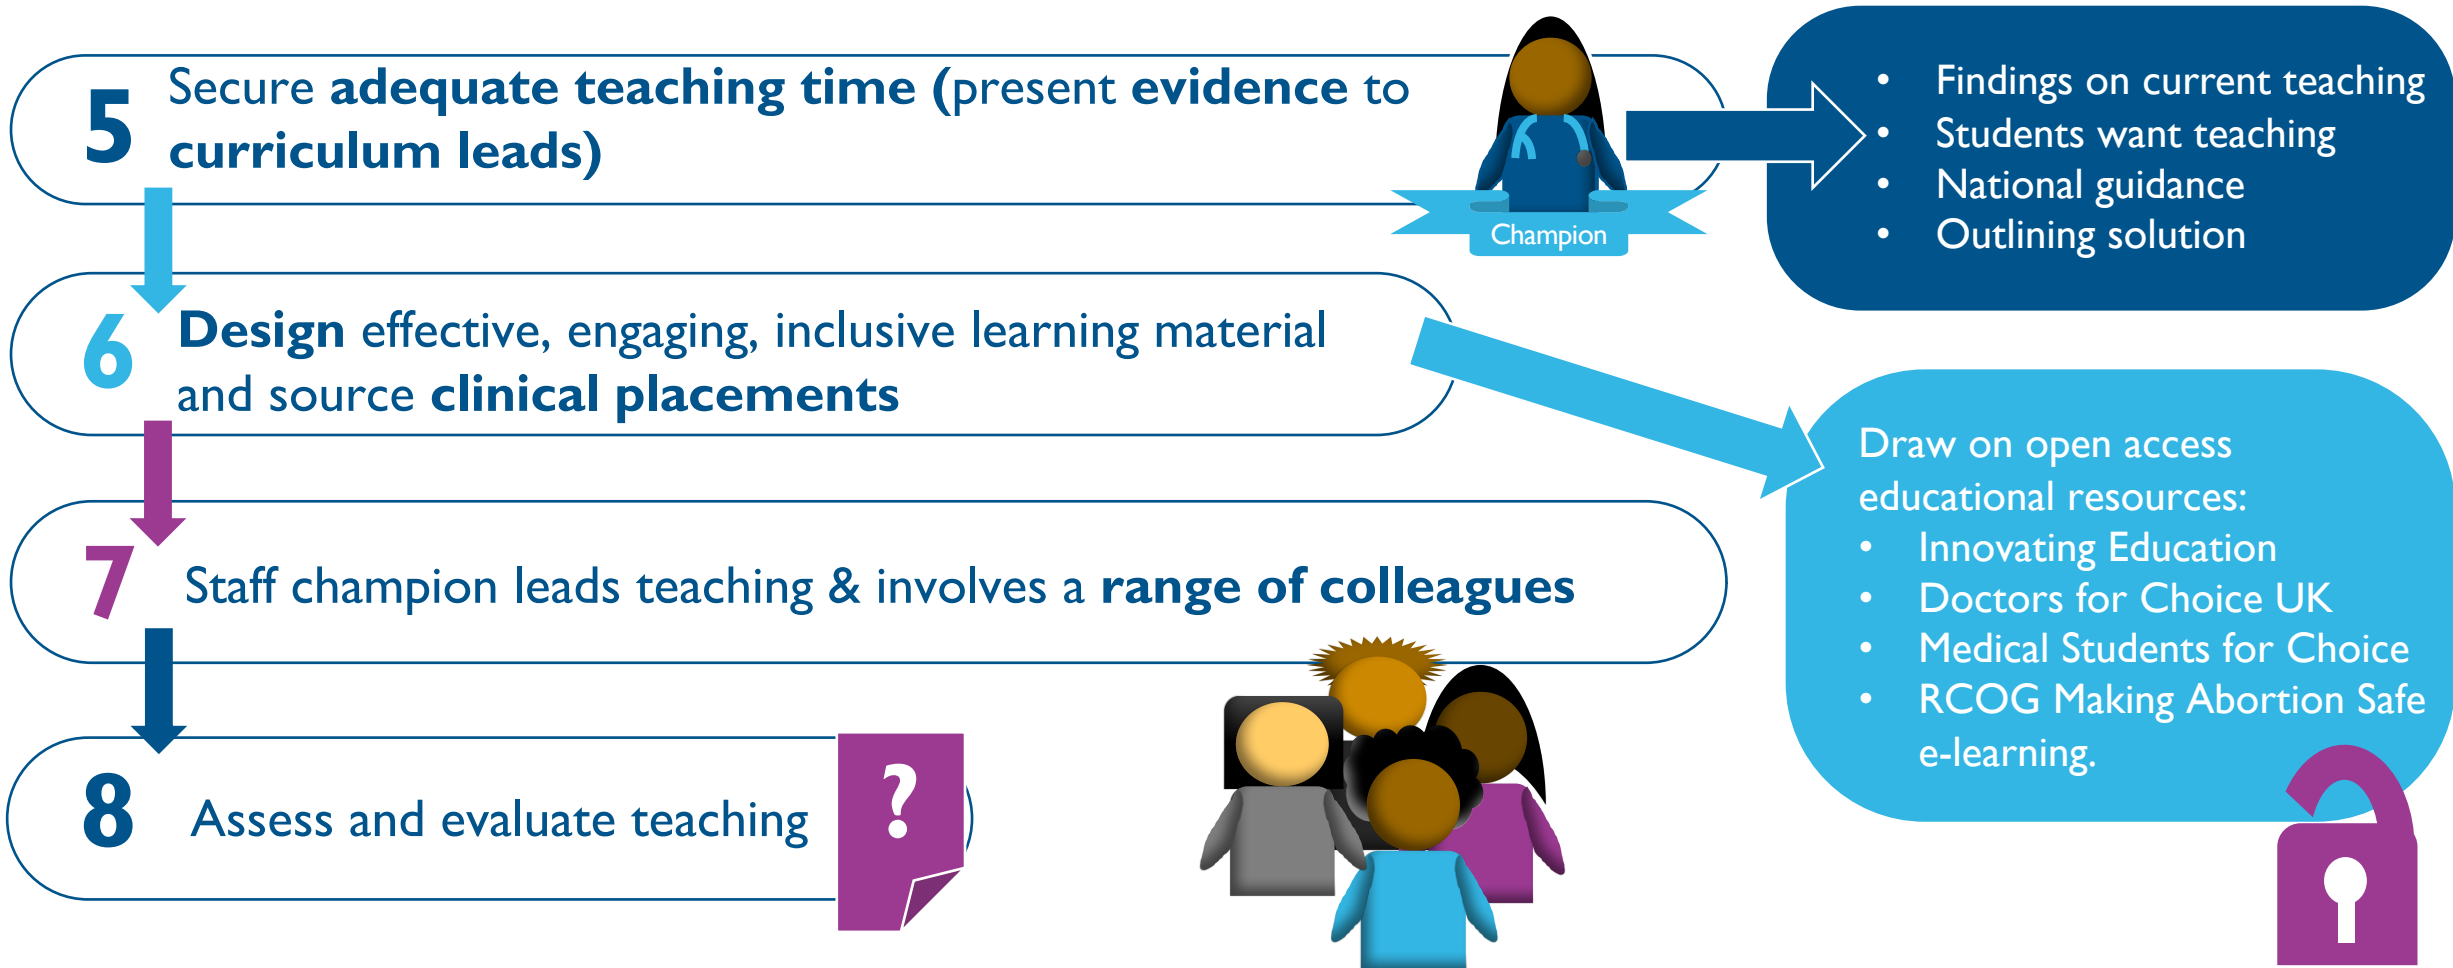 5
Secure adequate teaching time (present evidence to
curriculum leads)
Champion
• Findings on current teaching
• Students want teaching
• National guidance
• Outlining solution
6
Design effective, engaging, inclusive learning material
and source clinical placements
Draw on open access
educational resources:
• Innovating Education
• Doctors for Choice UK
• Medical Students for Choice
• RCOG Making Abortion Safe
e-learning.
7
Staff champion leads teaching & involves a range of colleagues
8
Assess and evaluate teaching
?